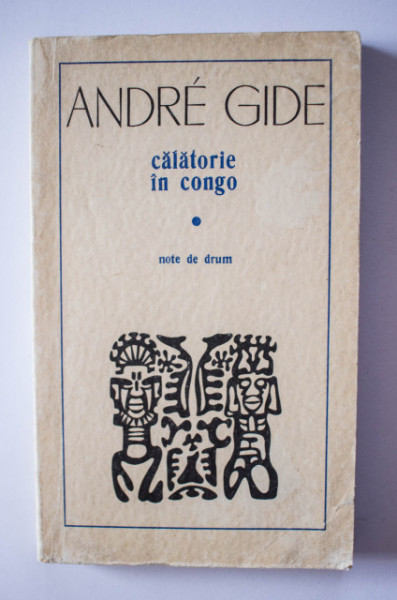 ANDRÉ GIDE
călătorie
în congo
note de drum